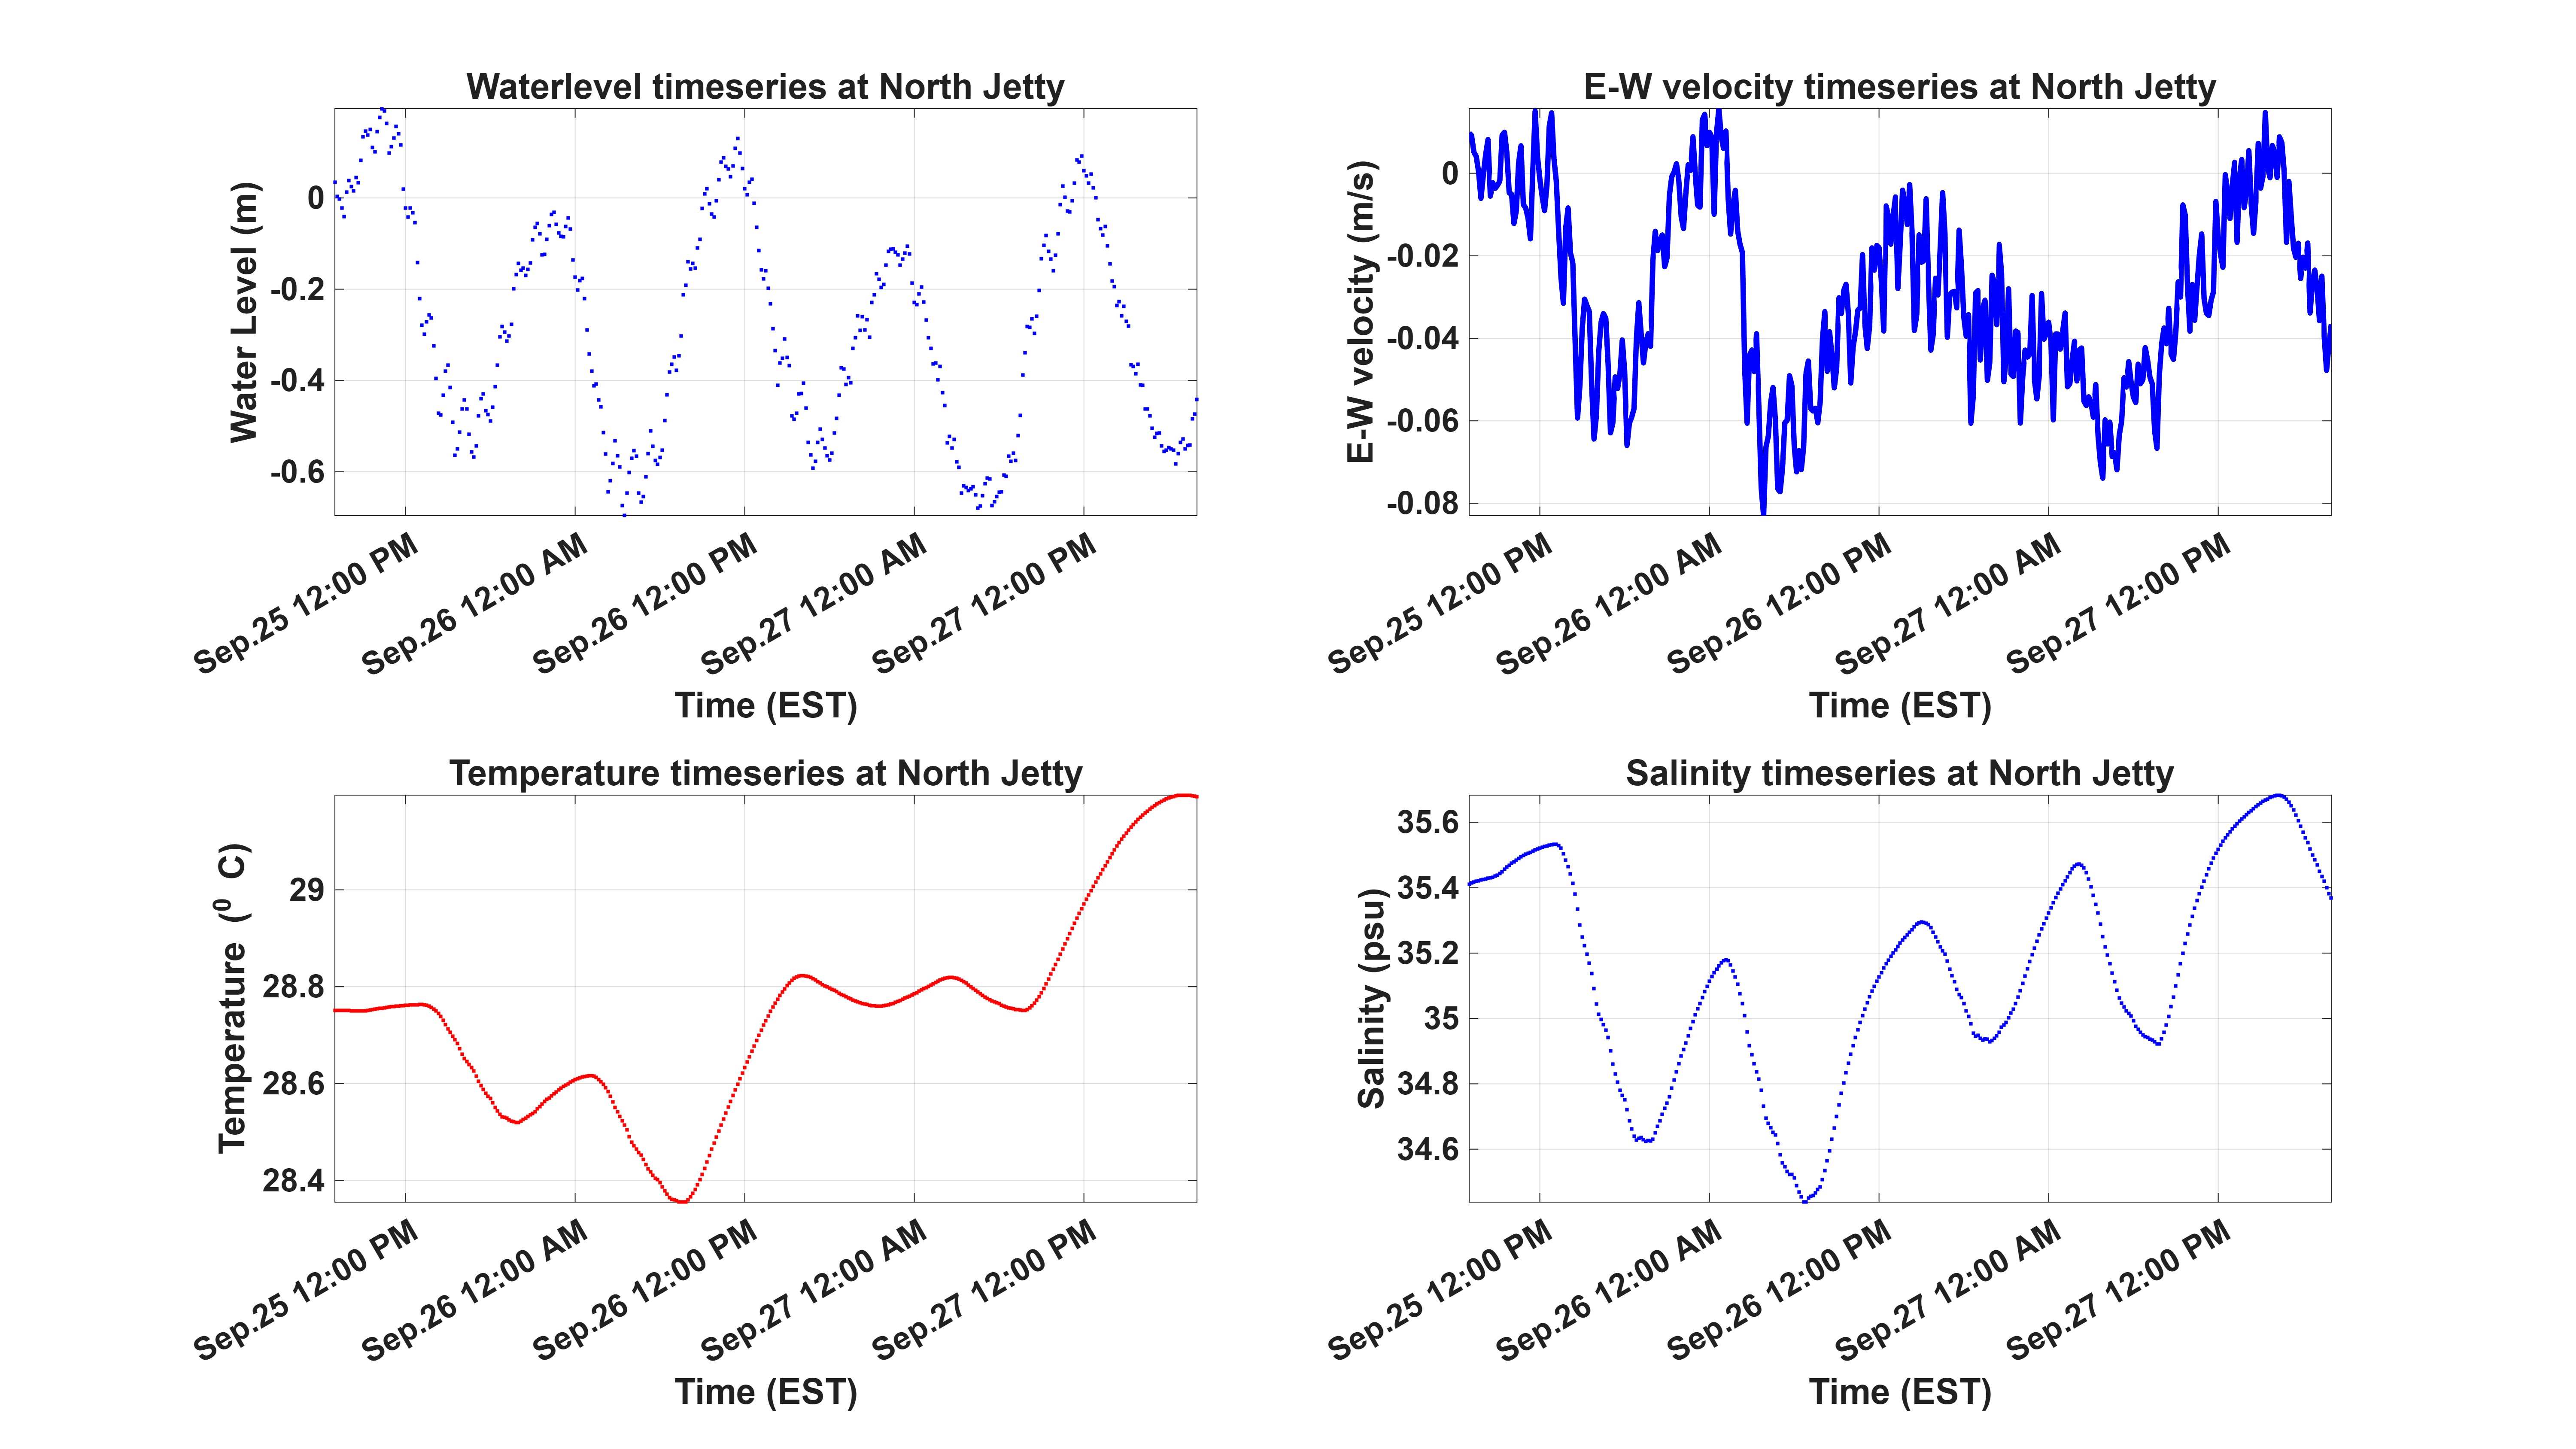 Waterlevel timeseries at North Jetty
Water Level (m)
0
-0.2
-0.4
-0.6
Sep.25 12:00 PM
Sep.26 12:00 AM
Sep.26 12:00 PM
Sep.27 12:00 AM
Sep.27 12:00 PM
Time (EST)
E-W velocity timeseries at North Jetty
E-W velocity (m/s)
0
-0.02
-0.04
-0.06
-0.08
Sep.25 12:00 PM
Sep.26 12:00 AM
Sep.26 12:00 PM
Sep.27 12:00 AM
Sep.27 12:00 PM
Time (EST)
Temperature timeseries at North Jetty
Temperature (⁰ C)
29
28.8
28.6
28.4
Sep.25 12:00 PM
Sep.26 12:00 AM
Sep.26 12:00 PM
Sep.27 12:00 AM
Sep.27 12:00 PM
Time (EST)
Salinity timeseries at North Jetty
Salinity (psu)
35.6
35.4
35.2
35
34.8
34.6
Sep.25 12:00 PM
Sep.26 12:00 AM
Sep.26 12:00 PM
Sep.27 12:00 AM
Sep.27 12:00 PM
Time (EST)